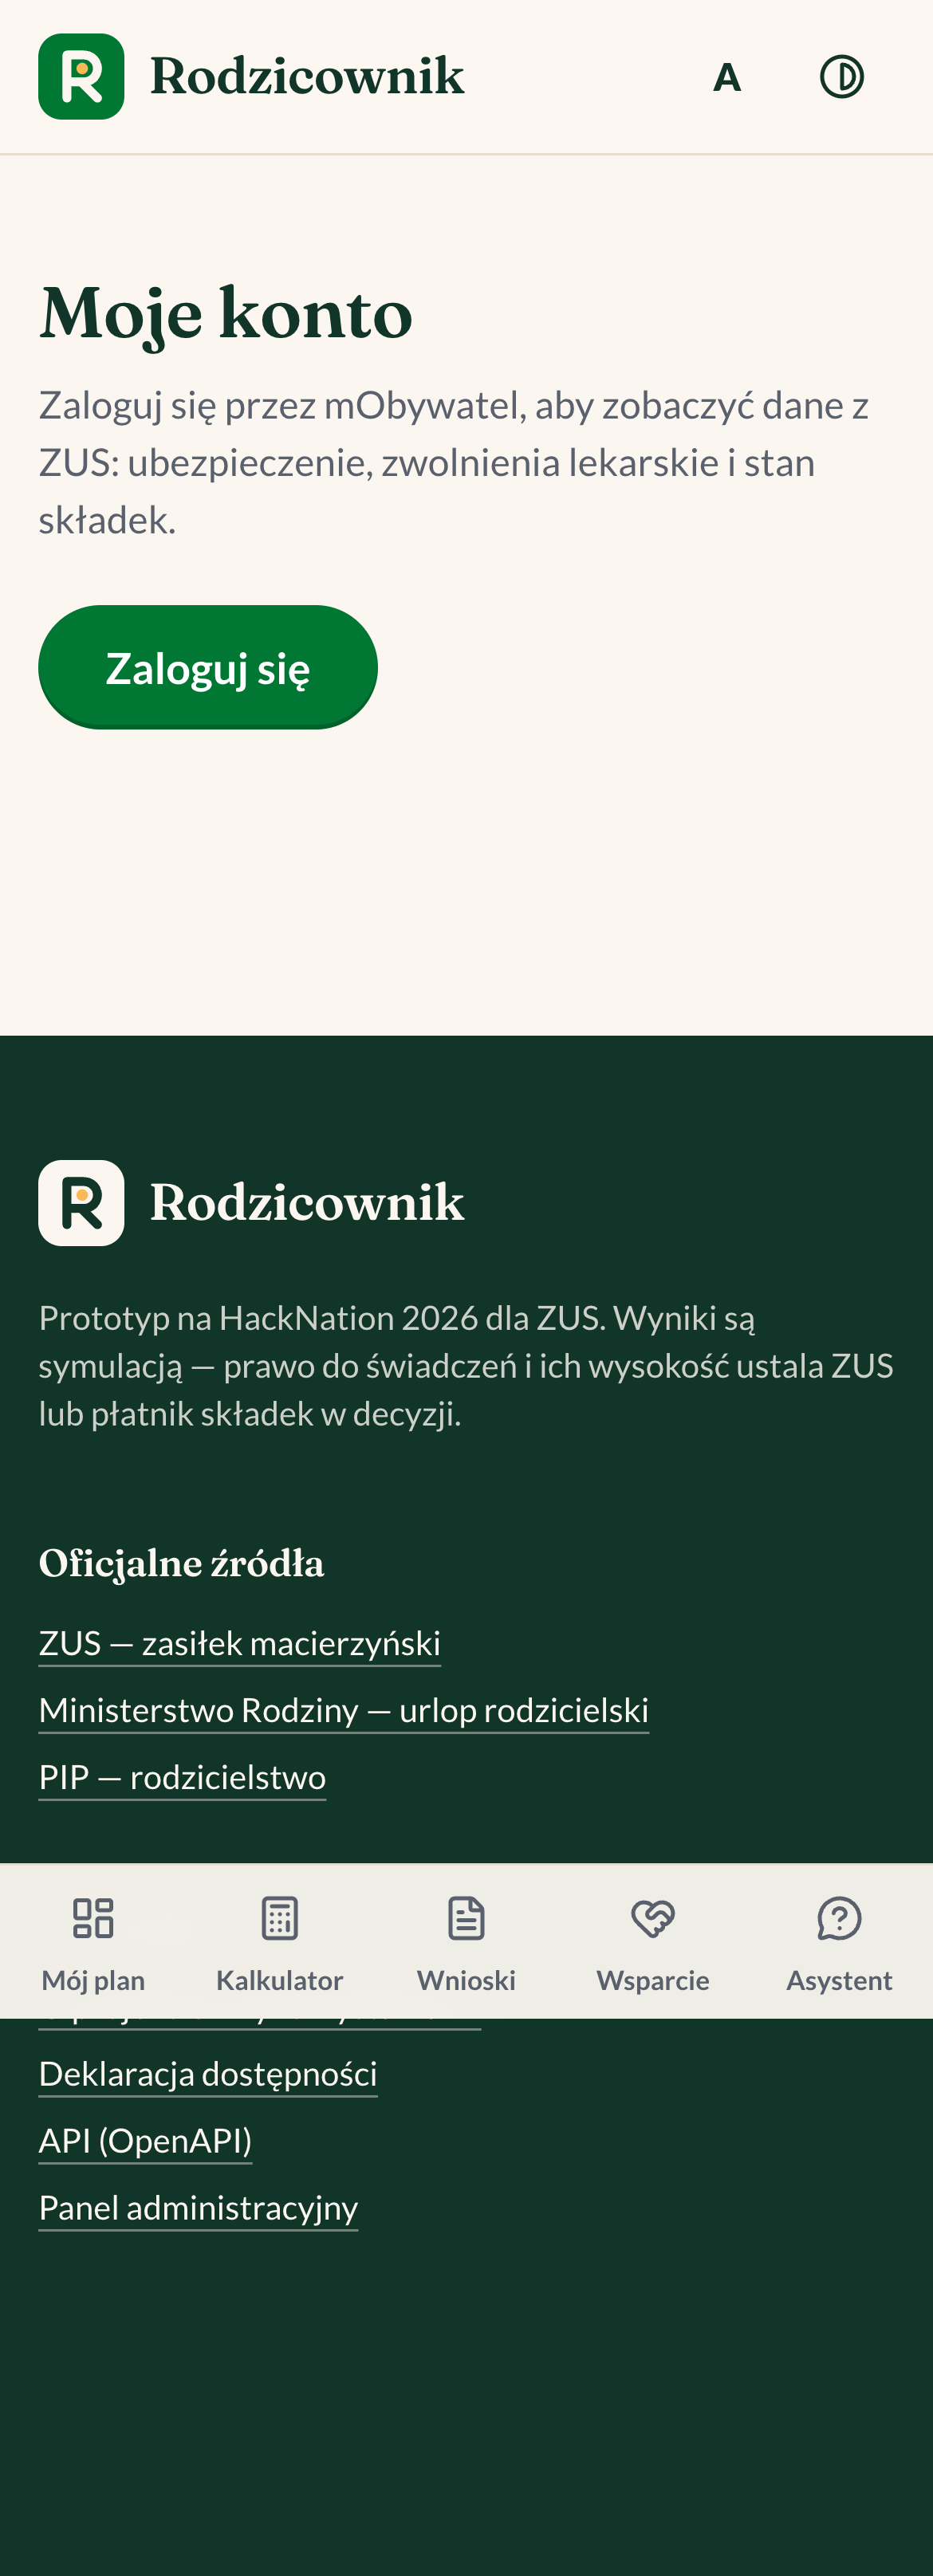 Rodzicownik
A
Moje konto
Zaloguj się przez mObywatel, aby zobaczyć dane z
ZUS: ubezpieczenie, zwolnienia lekarskie i stan
składek.
Zaloguj się
Rodzicownik
Prototyp na HackNation 2026 dla ZUS. Wyniki są
symulacją — prawo do świadczeń i ich wysokość ustala ZUS
lub płatnik składek w decyzji.
Oficjalne źródła
ZUS — zasiłek macierzyński
Ministerstwo Rodziny — urlop rodzicielski
PIP — rodzicielstwo
Mój plan
Kalkulator
Wnioski
Wsparcie
Asystent
Deklaracja dostępności
API (OpenAPI)
Panel administracyjny